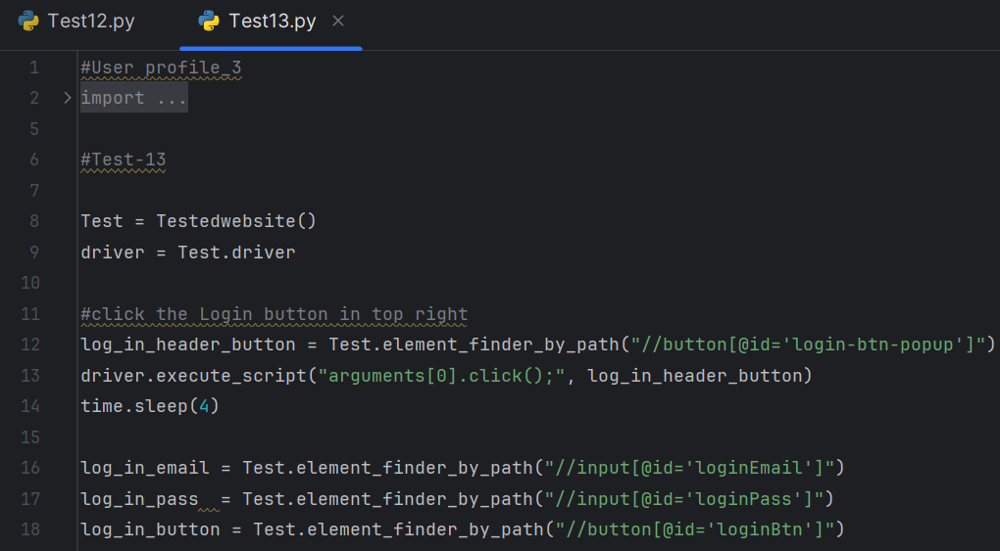 Test12.py Test13.py
1 #User profile_3
2 import ...
5
6 #Test-13
7
8 Test = Testedwebsite()
9 driver = Test.driver
10
11 #click the Login button in top right
12 log_in_header_button = Test.element_finder_by_path("//button[@id='login-btn-popup']")
13 driver.execute_script("arguments[0].click();", log_in_header_button)
14 time.sleep(4)
15
16 log_in_email = Test.element_finder_by_path("//input[@id='loginEmail']")
17 log_in_pass  = Test.element_finder_by_path("//input[@id='loginPass']")
18 log_in_button = Test.element_finder_by_path("//button[@id='loginBtn']")